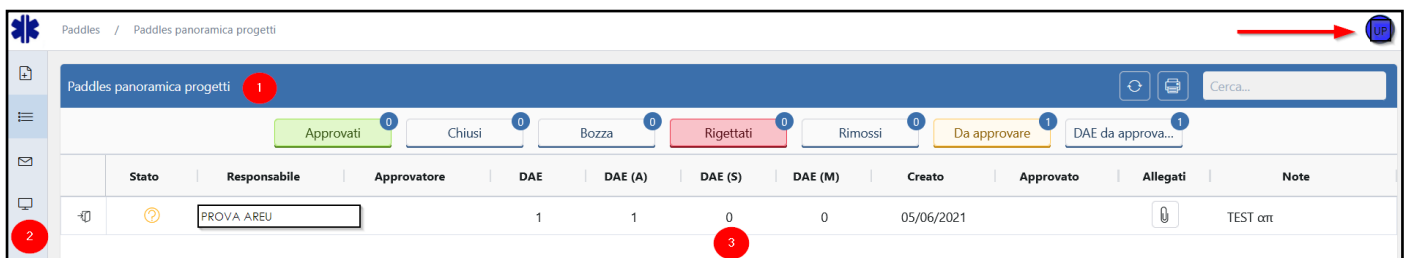 Paddles / Paddles panoramica progetti
UP
Paddles panoramica progetti 1
Cerca...
Approvati 0 Chiusi 0 Bozza 0 Rigettati 0 Rimossi 0 Da approvare 1 DAE da approva... 1
Stato Responsabile Approvatore DAE DAE (A) DAE (S) DAE (M) Creato Approvato Allegati Note
PROVA AREU 1 1 0 0 05/06/2021 TEST απ
2
3